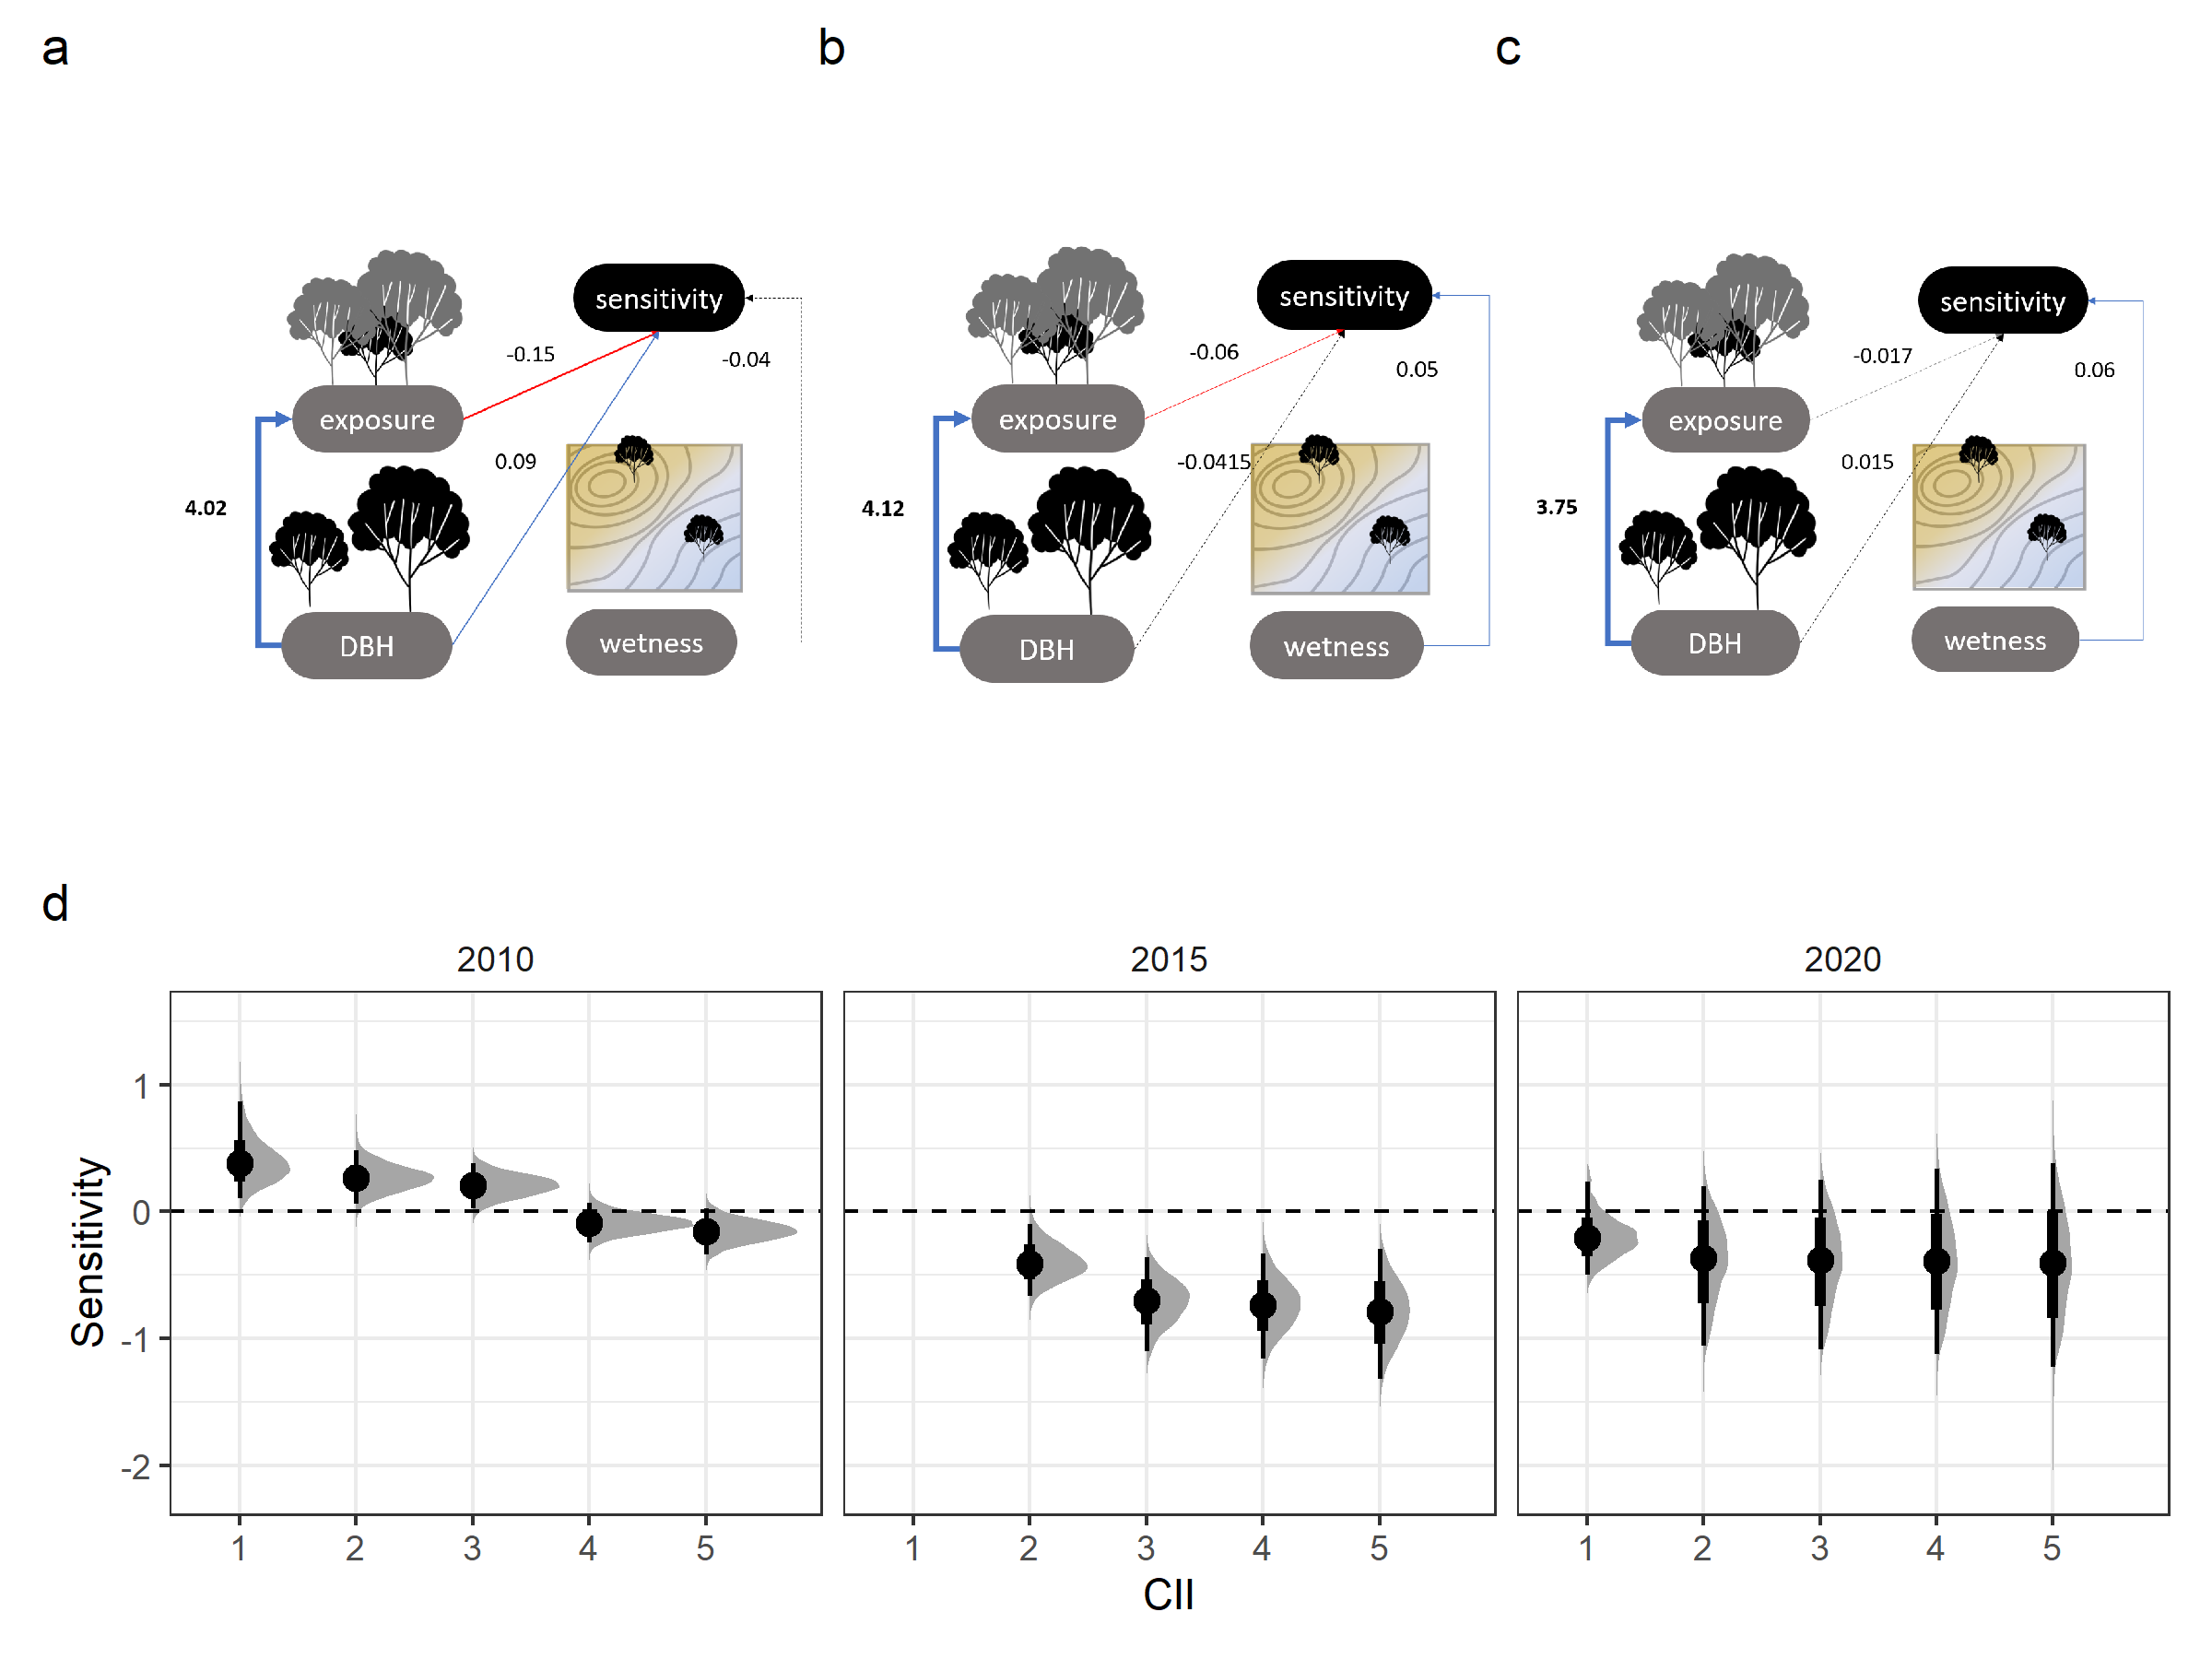 a
b
c
sensitivity
-0.15
-0.04
exposure
0.09
4.02
DBH
wetness
sensitivity
-0.06
0.05
exposure
-0.0415
4.12
DBH
wetness
sensitivity
-0.017
0.06
exposure
0.015
3.75
DBH
wetness
d
2010
2015
2020
Sensitivity
1
0
-1
-2
1 2 3 4 5
1 2 3 4 5
1 2 3 4 5
CII